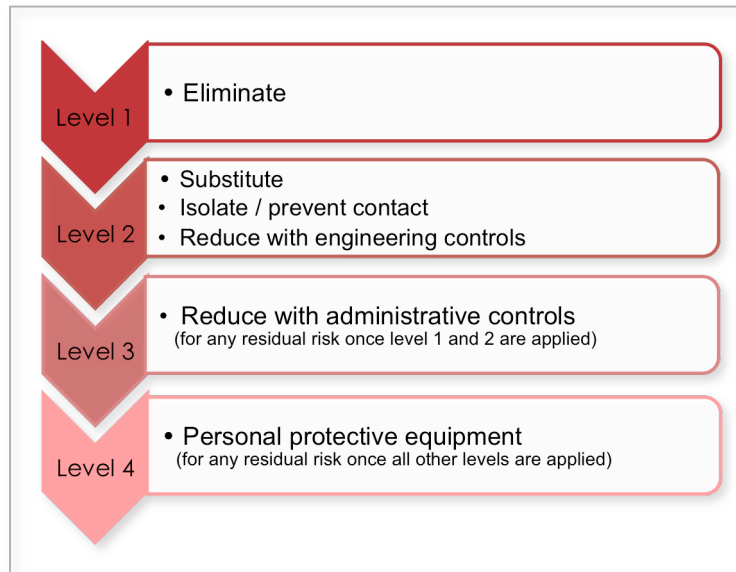 Level 1
• Eliminate
Level 2
• Substitute
• Isolate / prevent contact
• Reduce with engineering controls
Level 3
• Reduce with administrative controls
(for any residual risk once level 1 and 2 are applied)
Level 4
• Personal protective equipment
(for any residual risk once all other levels are applied)